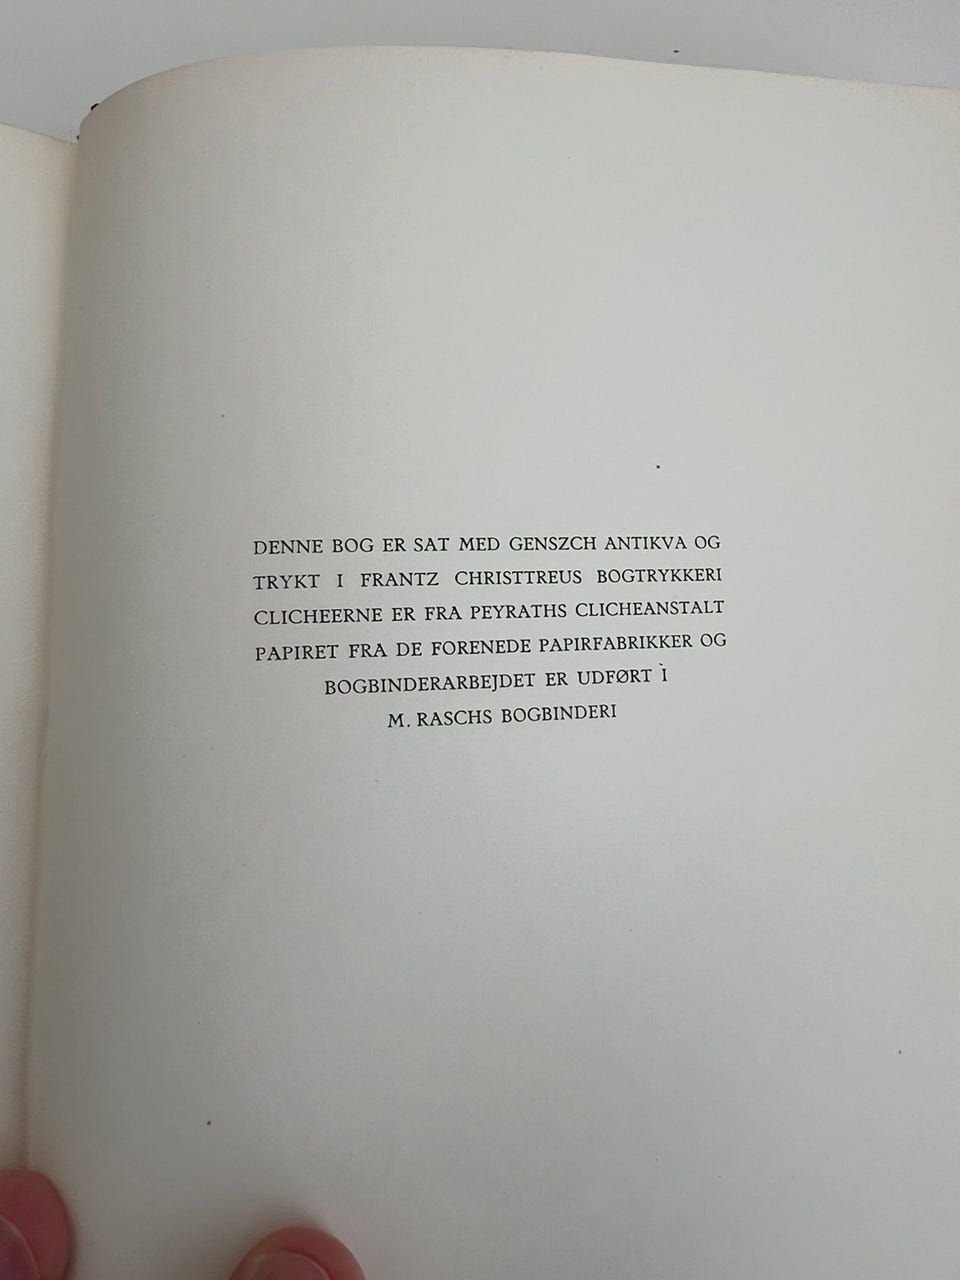 DENNE BOG ER SAT MED GENSZCH ANTIKVA OG
TRYKT I FRANTZ CHRISTTREUS BOGTRYKKERI
CLICHEERNE ER FRA PEYRATHS CLICHEANSTALT
PAPIRET FRA DE FORENEDE PAPIRFABRIKKER OG
BOGBINDERARBEJDET ER UDFØRT I
M. RASCHS BOGBINDERI